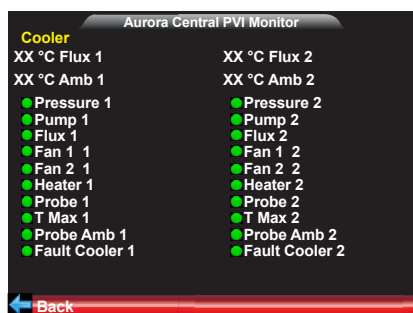 Aurora Central PVI Monitor
Cooler
XX °C Flux 1 XX °C Flux 2
XX °C Amb 1 XX °C Amb 2
Pressure 1 Pressure 2
Pump 1 Pump 2
Flux 1 Flux 2
Fan 1 1 Fan 1 2
Fan 2 1 Fan 2 2
Heater 1 Heater 2
Probe 1 Probe 2
T Max 1 T Max 2
Probe Amb 1 Probe Amb 2
Fault Cooler 1 Fault Cooler 2
Back